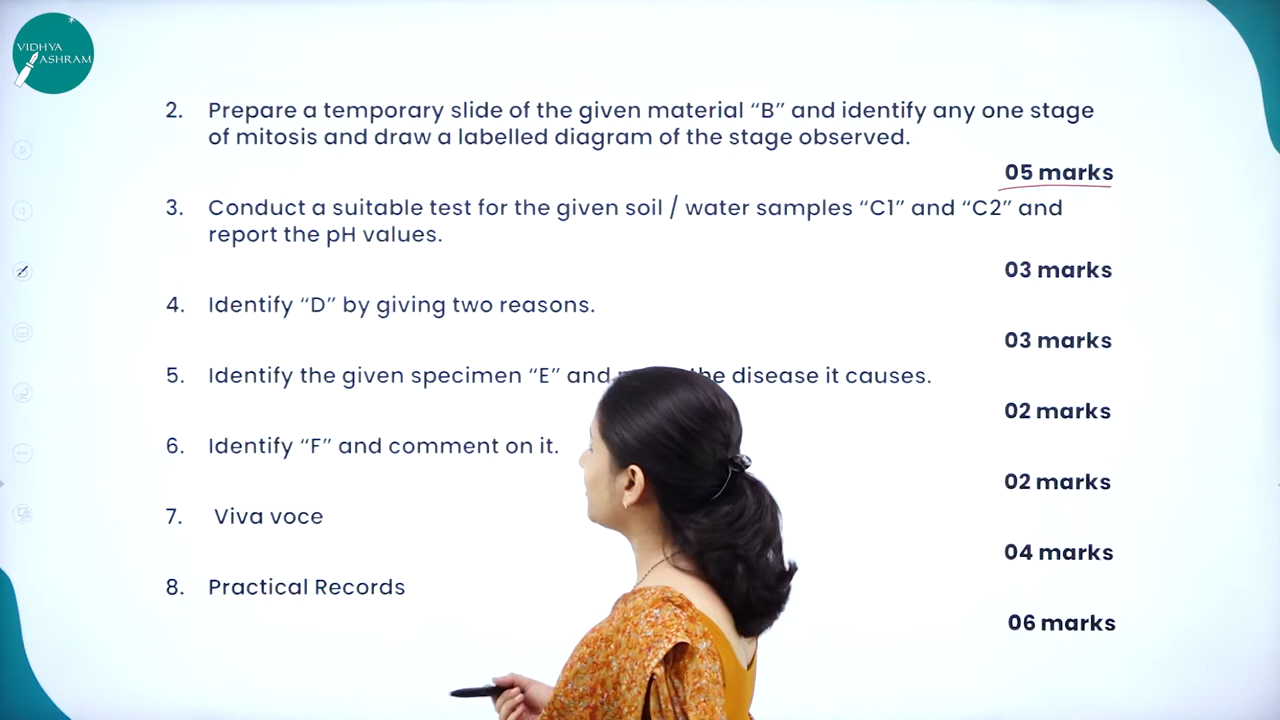 VIDHYA
ASHRAM
2. Prepare a temporary slide of the given material “B” and identify any one stage
of mitosis and draw a labelled diagram of the stage observed.
05 marks
3. Conduct a suitable test for the given soil / water samples “C1” and “C2” and
report the pH values.
03 marks
4. Identify “D” by giving two reasons.
03 marks
5. Identify the given specimen “E” and the disease it causes.
02 marks
6. Identify “F” and comment on it.
02 marks
7. Viva voce
04 marks
8. Practical Records
06 marks